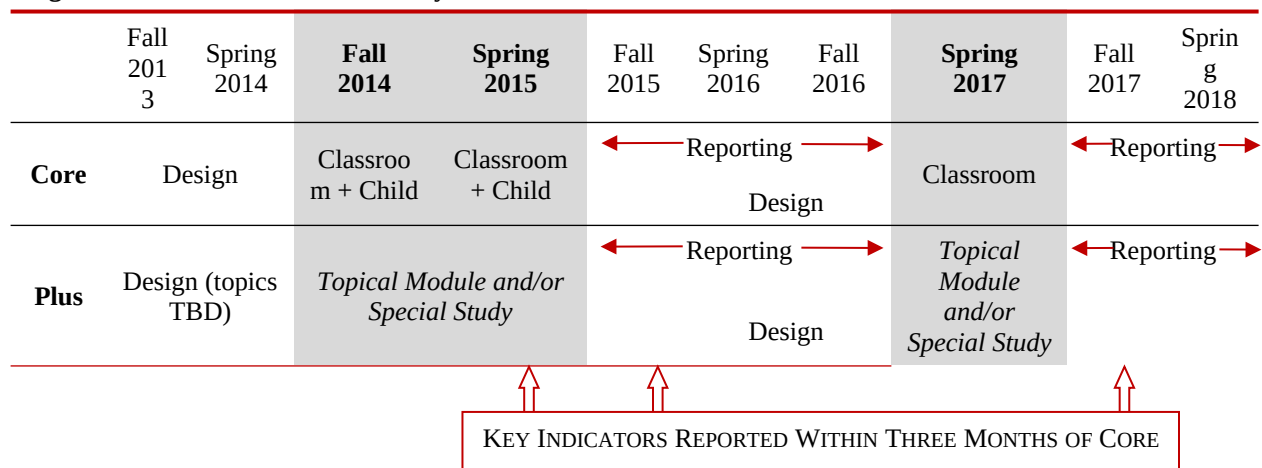 Fall
201
3
Spring
2014
Fall
2014
Spring
2015
Fall
2015
Spring
2016
Fall
2016
Spring
2017
Fall
2017
Sprin
g
2018
Core
Design
Classroo
m + Child
Classroom
+ Child
Reporting
Design
Classroom
Reporting
Plus
Design (topics
TBD)
Topical Module and/or
Special Study
Reporting
Design
Topical
Module
and/or
Special Study
Reporting
KEY INDICATORS REPORTED WITHIN THREE MONTHS OF CORE